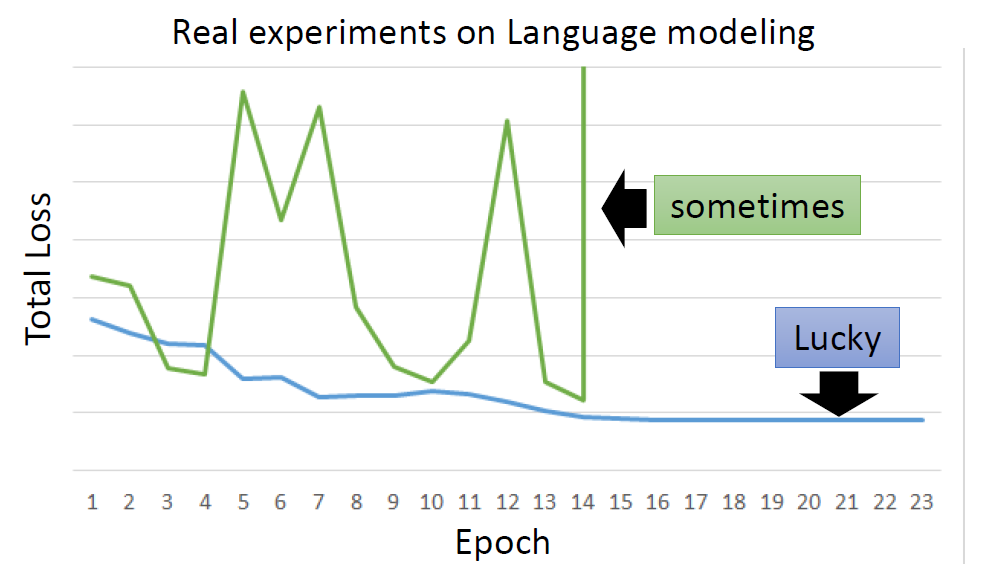 Real experiments on Language modeling
Total Loss
sometimes
Lucky
1 2 3 4 5 6 7 8 9 10 11 12 13 14 15 16 17 18 19 20 21 22 23
Epoch